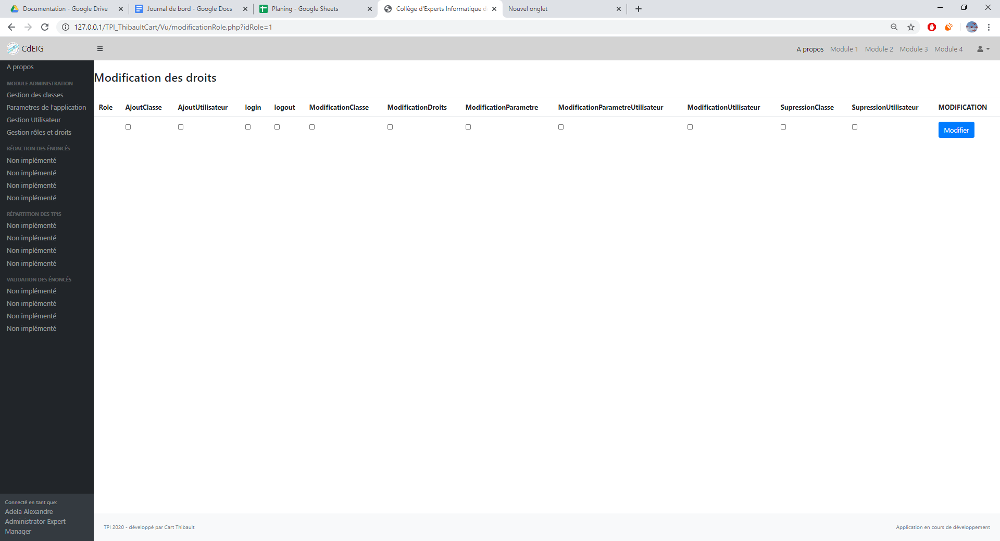 Documentation - Google Drive
Journal de bord - Google Docs
Planing - Google Sheets
Collège d'Experts Informatique d
Nouvel onglet
127.0.0.1/TPI_ThibaultCart/Vu/modificationRole.php?idRole=1
CdEIG
A propos Module 1 Module 2 Module 3 Module 4
A propos
MODULE ADMINISTRATION
Gestion des classes
Parametres de l'application
Gestion Utilisateur
Gestion rôles et droits
RÉDACTION DES ÉNONCÉS
Non implémenté
Non implémenté
Non implémenté
Non implémenté
RÉPARTITION DES TPIS
Non implémenté
Non implémenté
Non implémenté
Non implémenté
VALIDATION DES ÉNONCÉS
Non implémenté
Non implémenté
Non implémenté
Non implémenté
Connecté en tant que:
Adela Alexandre
Administrator Expert
Manager
Modification des droits
Role AjoutClasse AjoutUtilisateur login logout ModificationClasse ModificationDroits ModificationParametre ModificationParametreUtilisateur ModificationUtilisateur SupressionClasse SupressionUtilisateur MODIFICATION
Modifier
TPI 2020 - développé par Cart Thibault
Application en cours de développement